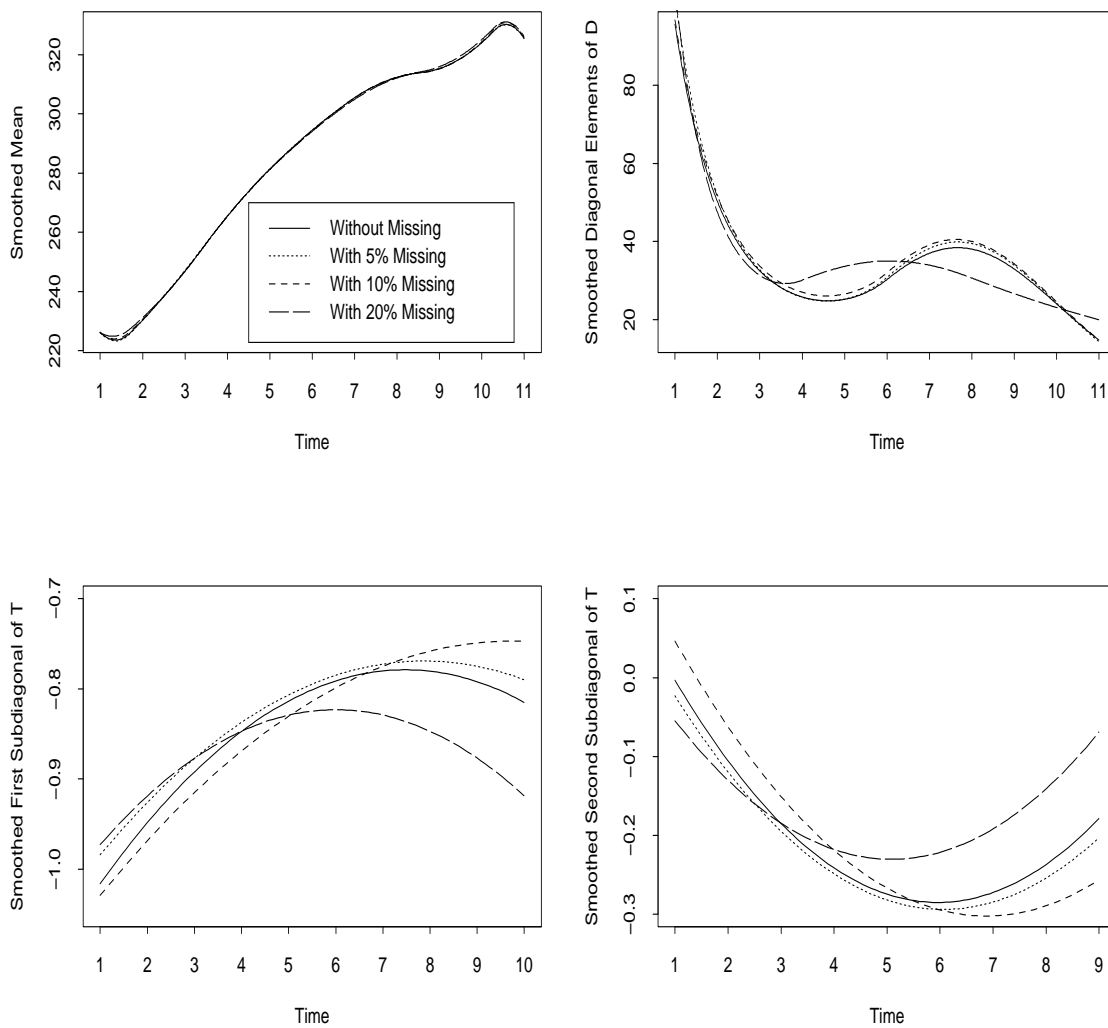 Smoothed Mean
320
300
280
260
240
220
Without Missing
With 5% Missing
With 10% Missing
With 20% Missing
1 2 3 4 5 6 7 8 9 10 11
Time
Smoothed Diagonal Elements of D
80
60
40
20
1 2 3 4 5 6 7 8 9 10 11
Time
Smoothed First Subdiagonal of T
−0.7
−0.8
−0.9
−1.0
1 2 3 4 5 6 7 8 9 10
Time
Smoothed Second Subdiagonal of T
0.1
0.0
−0.1
−0.2
−0.3
1 2 3 4 5 6 7 8 9
Time